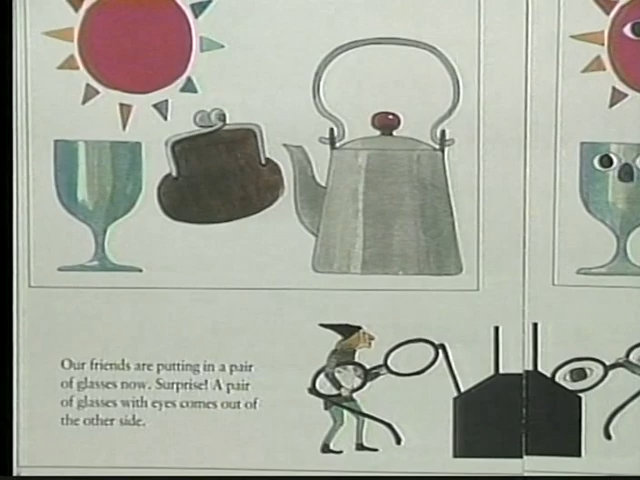 Our friends are putting in a pair
of glasses now. Surprise! A pair
of glasses with eyes comes out of
the other side.